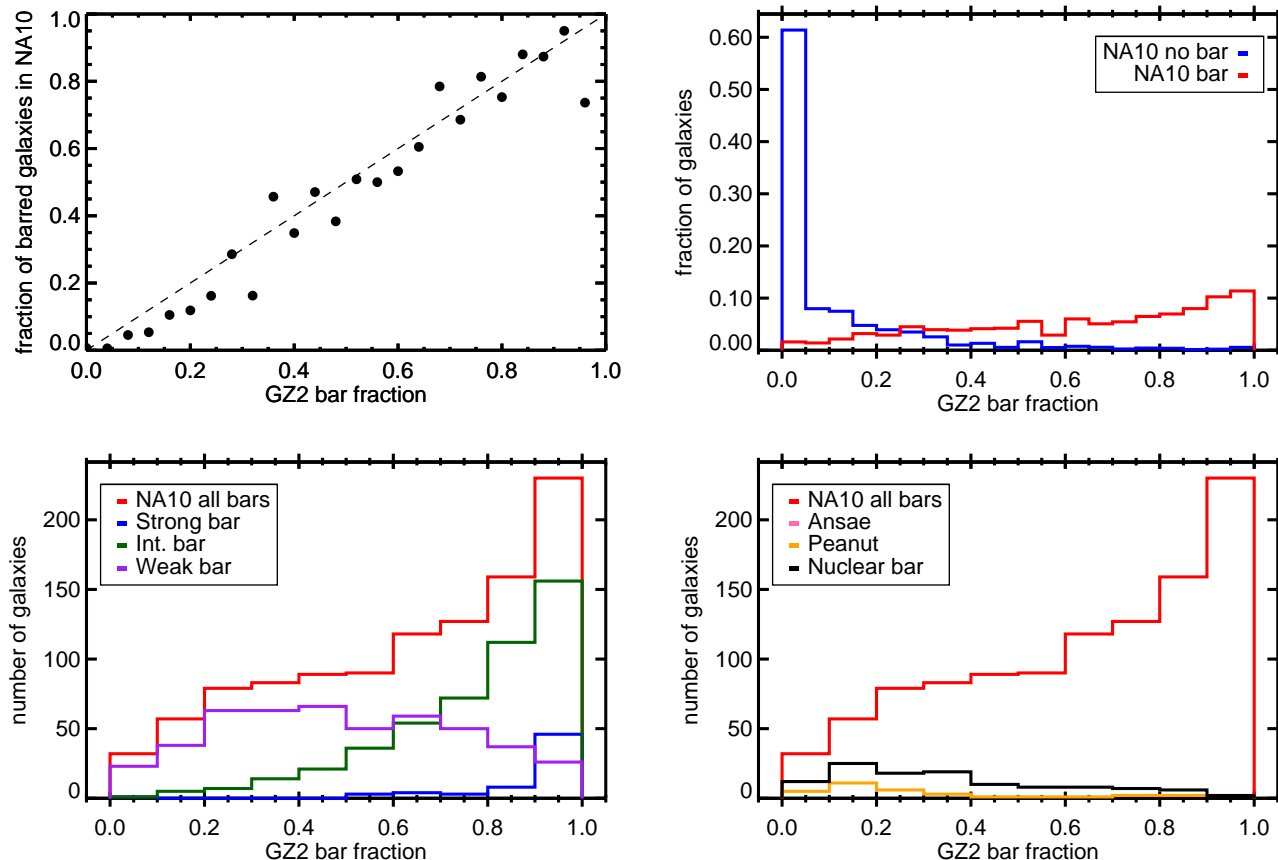 fraction of barred galaxies in NA10
1.0
0.8
0.6
0.4
0.2
0.0
0.0 0.2 0.4 0.6 0.8 1.0
GZ2 bar fraction
fraction of galaxies
0.60
0.50
0.40
0.30
0.20
0.10
0.00
NA10 no bar
NA10 bar
0.0 0.2 0.4 0.6 0.8 1.0
GZ2 bar fraction
number of galaxies
200
150
100
50
0
NA10 all bars
Strong bar
Int. bar
Weak bar
0.0 0.2 0.4 0.6 0.8 1.0
GZ2 bar fraction
number of galaxies
200
150
100
50
0
NA10 all bars
Ansae
Peanut
Nuclear bar
0.0 0.2 0.4 0.6 0.8 1.0
GZ2 bar fraction